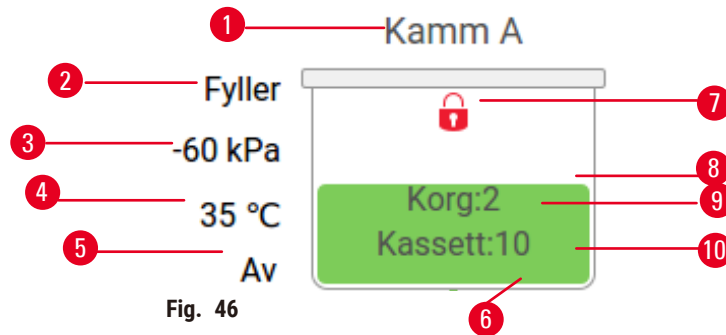 1
Kamm A
2
Fyller
7
3
-60 kPa
8
4
35 °C
Korg:2
9
5
Kassett:10
10
Av
Fig. 46
6